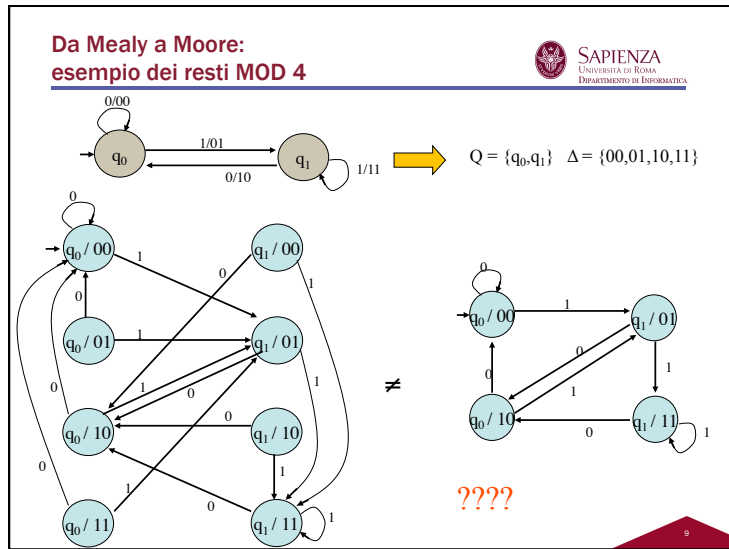 Da Mealy a Moore:
esempio dei resti MOD 4
SAPIENZA
UNIVERSITÀ DI ROMA
DIPARTIMENTO DI INFORMATICA
0/00
q0
1/01
0/10
q1
1/11
Q = {q0,q1} Δ = {00,01,10,11}
0
q0 / 00
1
q1 / 00
0
1
0
q0 / 01
1
q1 / 01
1
0
0
1
q0 / 10
0
q1 / 10
1
0
0
q0 / 11
1
0
q1 / 11
1
≠
0
q0 / 00
1
q1 / 01
0
0
1
1
q0 / 10
0
q1 / 11
1
????
9